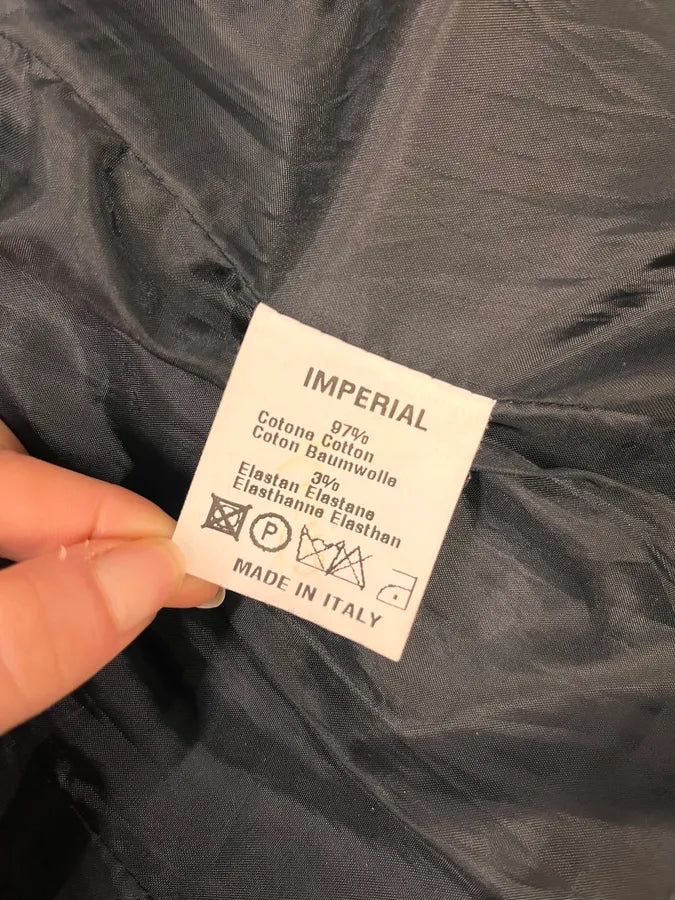 IMPERIAL
97%
Cotone Cotton
Coton Baumwolle
3%
Elastan Elastane
Elasthanne Elasthan
P
MADE IN ITALY